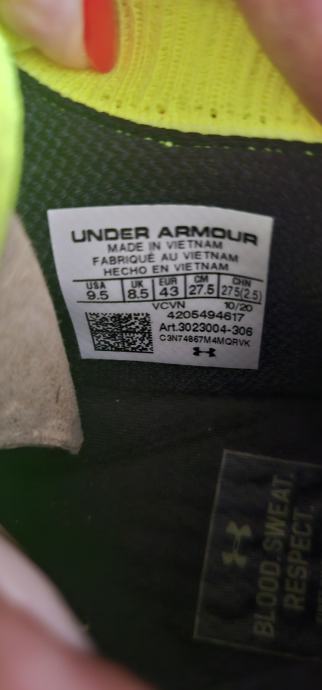 UNDER ARMOUR
MADE IN VIETNAM
FABRIQUÉ AU VIETNAM
HECHO EN VIETNAM
USA UK EUR CM CHN
9.5 8.5 43 27.5 275(2.5)
VCVN 10/20
4205494617
Art.3023004-306
C3N74867M4MQRVK
BLOOD. SWEAT.
RESPECT.